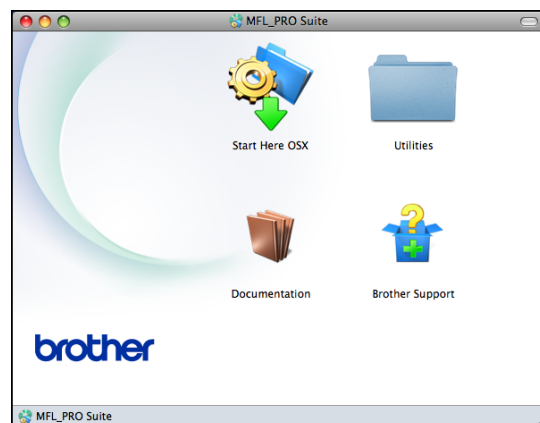 MFL_PRO Suite
Start Here OSX
Utilities
Documentation
Brother Support
brother
MFL_PRO Suite